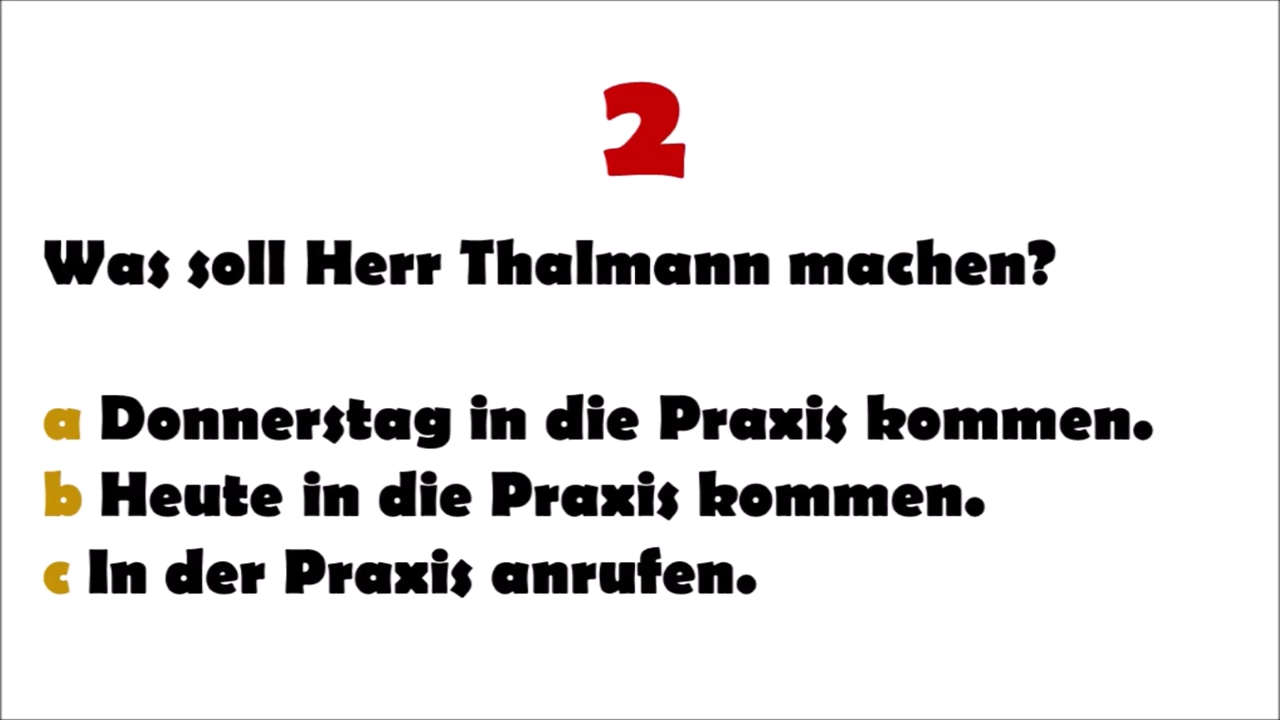 2
Was soll Herr Thalmann machen?
a Donnerstag in die Praxis kommen.
b Heute in die Praxis kommen.
c In der Praxis anrufen.